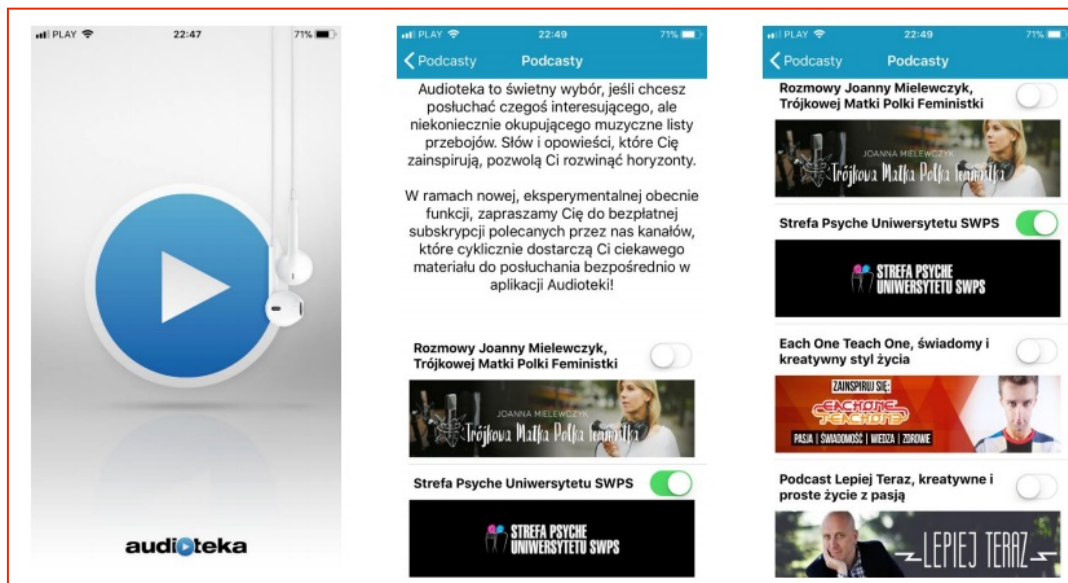 PLAY 22:47 71%
audioteka
PLAY 22:49 71%
Podcasty Podcasty
Audioteka to świetny wybór, jeśli chcesz
posłuchać czegoś interesującego, ale
niekoniecznie okupującego muzyczne listy
przebojów. Słów i opowieści, które Cię
zainspirują, pozwolą Ci rozwinąć horyzonty.
W ramach nowej, eksperymentalnej obecnie
funkcji, zapraszamy Cię do bezpłatnej
subskrypcji polecanych przez nas kanałów,
które cyklicznie dostarczą Ci ciekawego
materiału do posłuchania bezpośrednio w
aplikacji Audioteki!
Rozmowy Joanny Mielewczyk,
Trójkowej Matki Polki Feministki
JOANNA MIELEWCZYK
Trójkowa Matka Polka Feministka
Strefa Psyche Uniwersytetu SWPS
STREFA PSYCHE
UNIWERSYTETU SWPS
PLAY 22:49 71%
Podcasty Podcasty
Rozmowy Joanny Mielewczyk,
Trójkowej Matki Polki Feministki
JOANNA MIELEWCZYK
Trójkowa Matka Polka Feministka
Strefa Psyche Uniwersytetu SWPS
STREFA PSYCHE
UNIWERSYTETU SWPS
Each One Teach One, świadomy i
kreatywny styl życia
ZAINSPIRUJ SIĘ:
EACH ONE
TEACH ONE
PASJA | ŚWIADOMOŚĆ | WIEDZA | ZDROWIE
Podcast Lepiej Teraz, kreatywne i
proste życie z pasją
LEPIEJ TERAZ